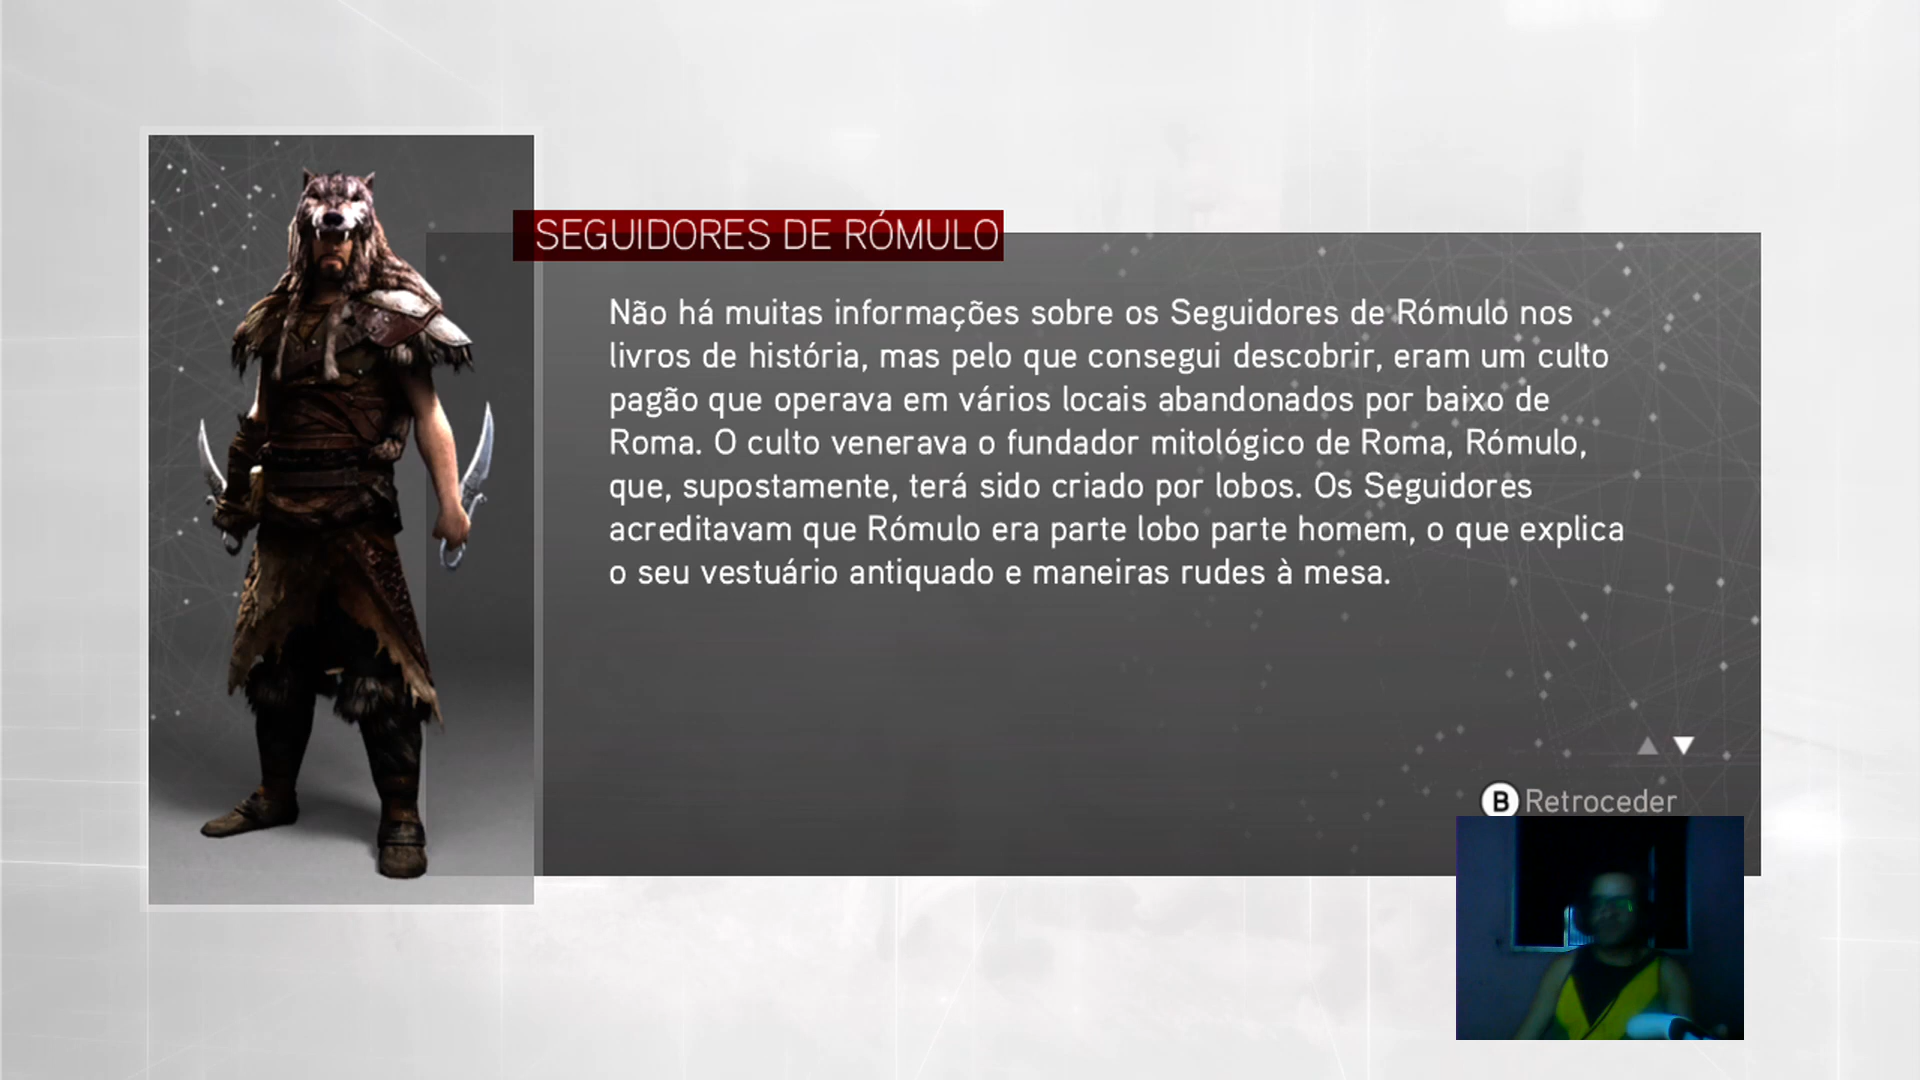 SEGUIDORES DE RÓMULO
Não há muitas informações sobre os Seguidores de Rómulo nos
livros de história, mas pelo que consegui descobrir, eram um culto
pagão que operava em vários locais abandonados por baixo de
Roma. O culto venerava o fundador mitológico de Roma, Rómulo,
que, supostamente, terá sido criado por lobos. Os Seguidores
acreditavam que Rómulo era parte lobo parte homem, o que explica
o seu vestuário antiquado e maneiras rudes à mesa.
B Retroceder